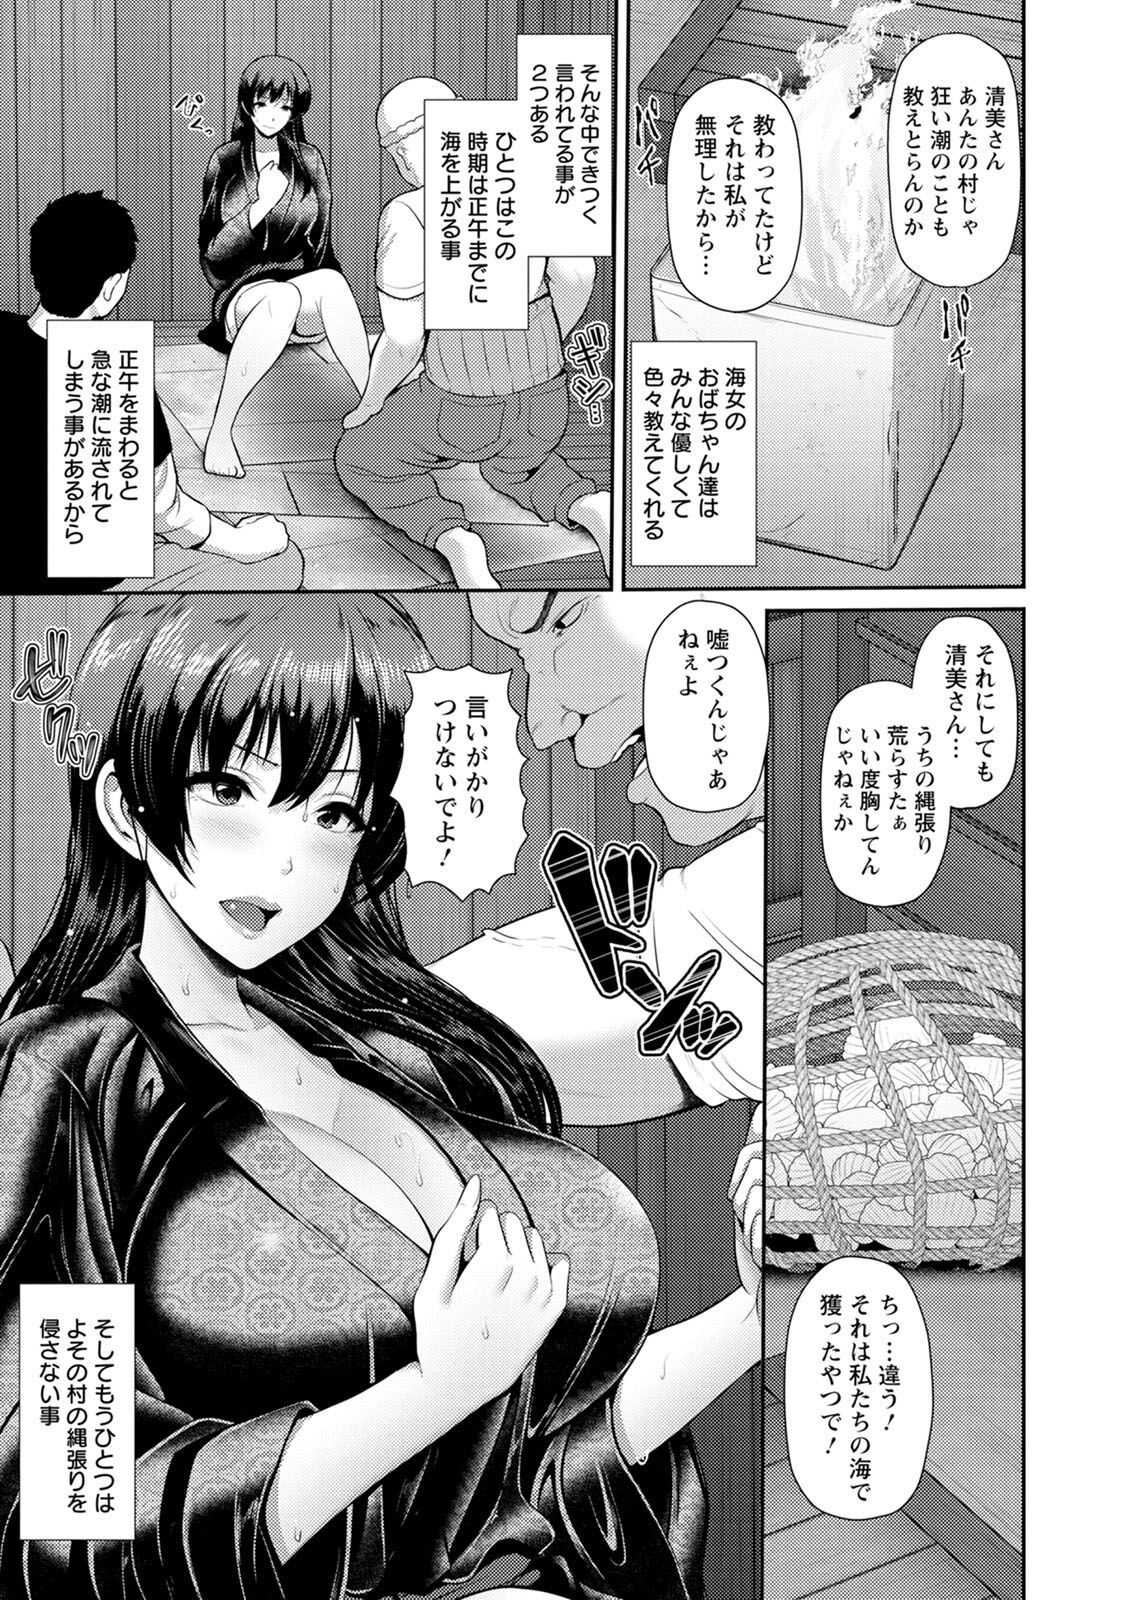 清美さん
あんたの村じゃ
狂い潮のことも
教えとらんのか
パチ
パチ
教わってたけど
それは私が
無理したから…
海女の
おばちゃん達は
みんな優しくて
色々教えてくれる
そんな中できつく
言われてる事が
2つある
ひとつはこの
時期は正午までに
海を上がる事
ぴくっ
ギシ…
正午をまわると
急な潮に流されて
しまう事があるから
それにしても
清美さん…
うちの縄張り
荒らすたぁ
いい度胸してん
じゃねぇか
ちっ…違う！
それは私たちの海で
獲ったやつで！
嘘つくんじゃあ
ねぇよ
言いがかり
つけないでよ！
ドンッ
ビクッ
そしてもうひとつは
よその村の縄張りを
侵さない事